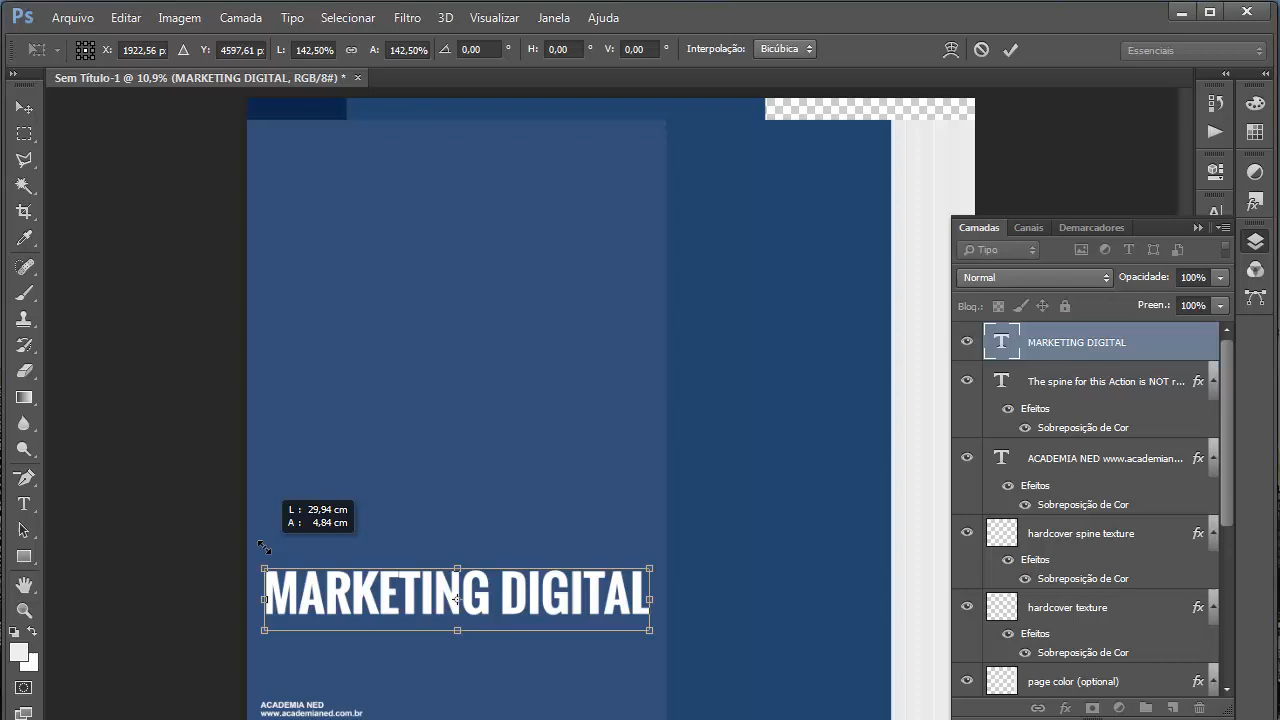 Ps Arquivo Editar Imagem Camada Tipo Selecionar Filtro 3D Visualizar Janela Ajuda
X: 1922,56 p: Y: 4597,61 p: L: 142,50% A: 142,50% 0,00 ° H: 0,00 ° V: 0,00 ° Interpolação: Bicúbica Essenciais
Sem Título-1 @ 10,9% (MARKETING DIGITAL, RGB/8#) * ×
Camadas Canais Demarcadores
Tipo
Normal Opacidade: 100%
Bloq.: Preen.: 100%
T MARKETING DIGITAL
T The spine for this Action is NOT r... fx
Efeitos
Sobreposição de Cor
T ACADEMIA NED www.academian... fx
Efeitos
Sobreposição de Cor
hardcover spine texture
Efeitos
Sobreposição de Cor
hardcover texture
Efeitos
Sobreposição de Cor
page color (optional)
L : 29,94 cm
A : 4,84 cm
MARKETING DIGITAL
ACADEMIA NED
www.academianed.com.br